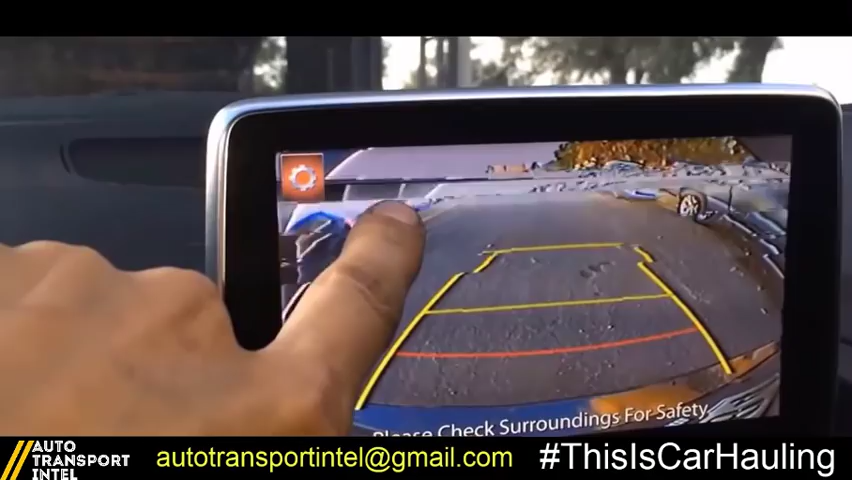 Please Check Surroundings For Safety
AUTO
TRANSPORT
INTEL
autotransportintel@gmail.com
#ThisIsCarHauling